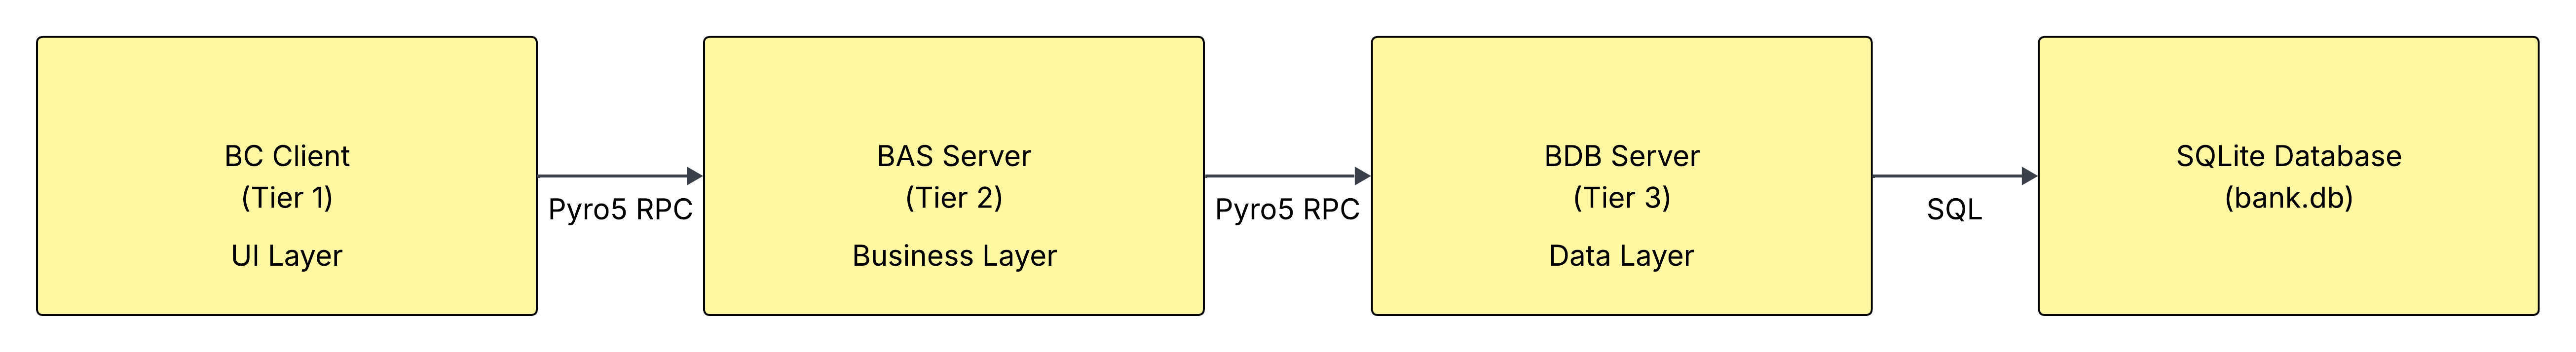 BC Client
(Tier 1)
UI Layer
Pyro5 RPC
BAS Server
(Tier 2)
Business Layer
Pyro5 RPC
BDB Server
(Tier 3)
Data Layer
SQL
SQLite Database
(bank.db)